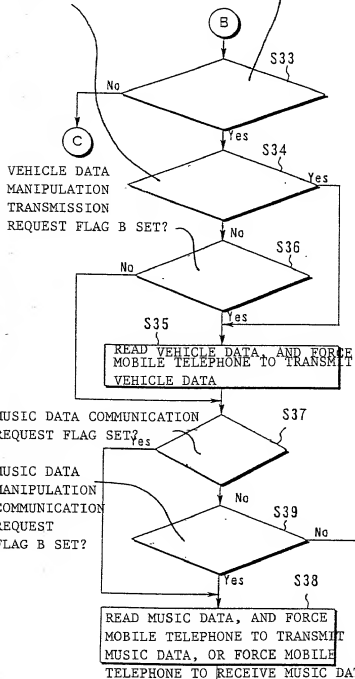 B
S33
No
C
Yes
S34
VEHICLE DATA
MANIPULATION
TRANSMISSION
REQUEST FLAG B SET?
Yes
No
S36
No
Yes
S35
READ VEHICLE DATA, AND FORCE
MOBILE TELEPHONE TO TRANSMIT
VEHICLE DATA
MUSIC DATA COMMUNICATION
REQUEST FLAG SET?
S37
Yes
No
MUSIC DATA
MANIPULATION
COMMUNICATION
REQUEST
FLAG B SET?
S39
No
Yes
S38
READ MUSIC DATA, AND FORCE
MOBILE TELEPHONE TO TRANSMIT
MUSIC DATA, OR FORCE MOBILE
TELEPHONE TO RECEIVE MUSIC DAT